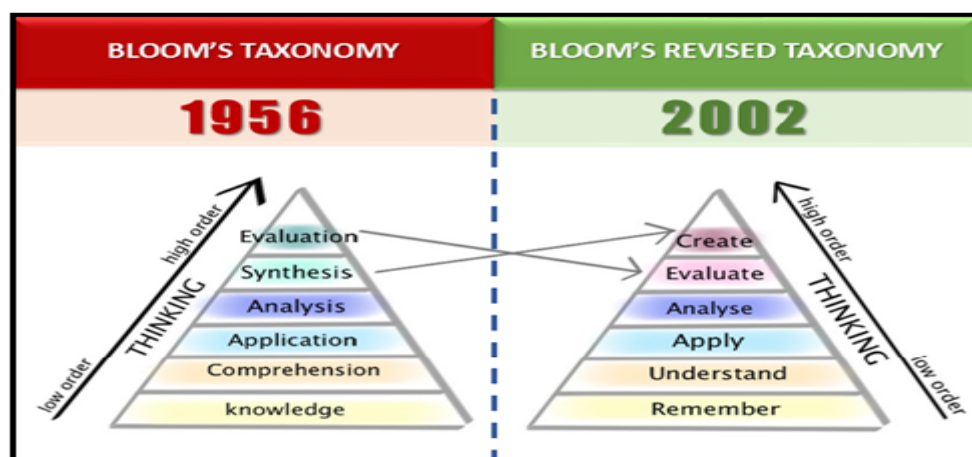 BLOOM'S TAXONOMY
1956
high order
THINKING
low order
Evaluation
Synthesis
Analysis
Application
Comprehension
knowledge
BLOOM'S REVISED TAXONOMY
2002
Create
Evaluate
Analyse
Apply
Understand
Remember
high order
THINKING
low order